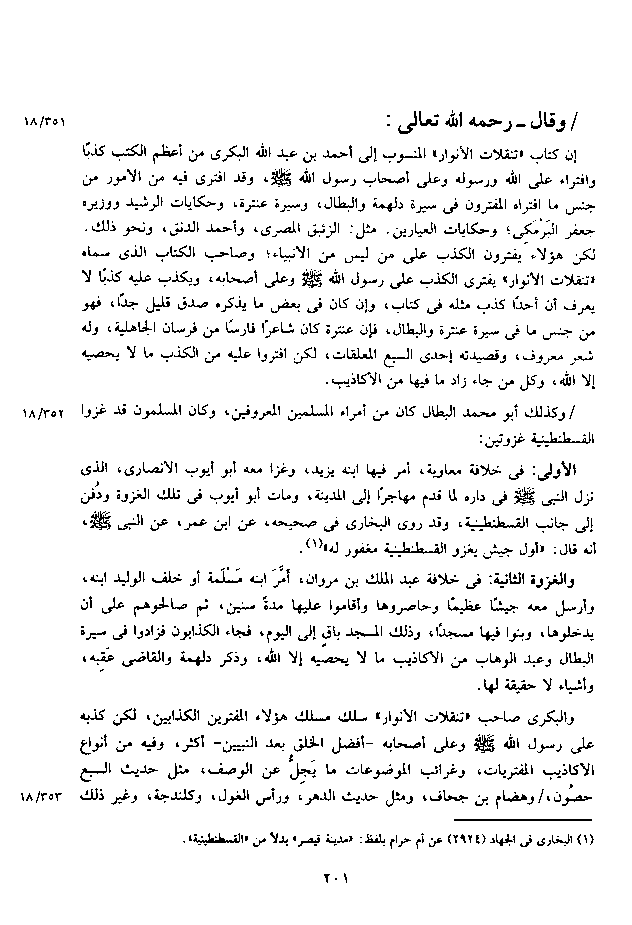 / وقال ـ رحمه الله تعالى : ١٨/٣٥١
إن كتاب «تنقلات الأنوار» المنسوب إلى أحمد بن عبد الله البكرى من أعظم الكتب كذبًا
وافتراء على الله ورسوله وعلى أصحاب رسول الله ﷺ، وقد افترى فيه من الأمور من
جنس ما افتراه المفترون فى سيرة دلهمة والبطال، وسيرة عنترة، وحكايات الرشيد ووزيره
جعفر البَرْمَكِى؛ وحكايات العيارين. مثل: الزئبق المصرى، وأحمد الدنق، ونحو ذلك.
لكن هؤلاء يفترون الكذب على من ليس من الأنبياء؛ وصاحب الكتاب الذى سماه
«تنقلات الأنوار» يفترى الكذب على رسول الله ﷺ وعلى أصحابه، ويكذب عليه كذبًا لا
يعرف أن أحدًا كذب مثله فى كتاب، وإن كان فى بعض ما يذكره صدق قليل جدًا، فهو
من جنس ما فى سيرة عنترة والبطال، فإن عنترة كان شاعرًا فارسًا من فرسان الجاهلية، وله
شعر معروف، وقصيدته إحدى السبع المعلقات، لكن افتروا عليه من الكذب ما لا يحصيه
إلا الله، وكل من جاء زاد ما فيها من الأكاذيب.
/ وكذلك أبو محمد البطال كان من أمراء المسلمين المعروفين، وكان المسلمون قد غزوا ١٨/٣٥٢
القسطنطينية غزوتين:
الأولى: فى خلافة معاوية، أمر فيها ابنه يزيد، وغزا معه أبو أيوب الأنصارى، الذى
نزل النبى ﷺ فى داره لما قدم مهاجرًا إلى المدينة، ومات أبو أيوب فى تلك الغزوة ودُفن
إلى جانب القسطنطينية، وقد روى البخارى فى صحيحه، عن ابن عمر، عن النبى ﷺ،
أنه قال: «أول جيش يغزو القسطنطينية مغفور له»(١).
والغزوة الثانية: فى خلافة عبد الملك بن مروان، أمَّرَ ابنه مَسْلَمة أو خلف الوليد ابنه،
وأرسل معه جيشًا عظيمًا وحاصروها وأقاموا عليها مدةً سنين، ثم صالحوهم على أن
يدخلوها، وبنوا فيها مسجدًا، وذلك المسجد باقٍ إلى اليوم، فجاء الكذابون فزادوا فى سيرة
البطال وعبد الوهاب من الأكاذيب ما لا يحصيه إلا الله، وذكر دلهمة والقاضى عَقِبه،
وأشياء لا حقيقة لها.
والبكرى صاحب «تنقلات الأنوار» سلك مسلك هؤلاء المفترين الكذابين، لكن كذبه
على رسول الله ﷺ وعلى أصحابه -أفضل الخلق بعد النبيين- أكثر، وفيه من أنواع
الأكاذيب المفتريات، وغرائب الموضوعات ما يَجِلُّ عن الوصف، مثل حديث السبع
حصُون، / وهضام بن جحاف، ومثل حديث الدهر، ورأس الغول، وكلندجة، وغير ذلك ١٨/٣٥٣
(١) البخارى فى الجهاد (٢٩٢٤) عن أم حرام بلفظ: «مدينة قيصر» بدلاً من «القسطنطينية».
٢٠١